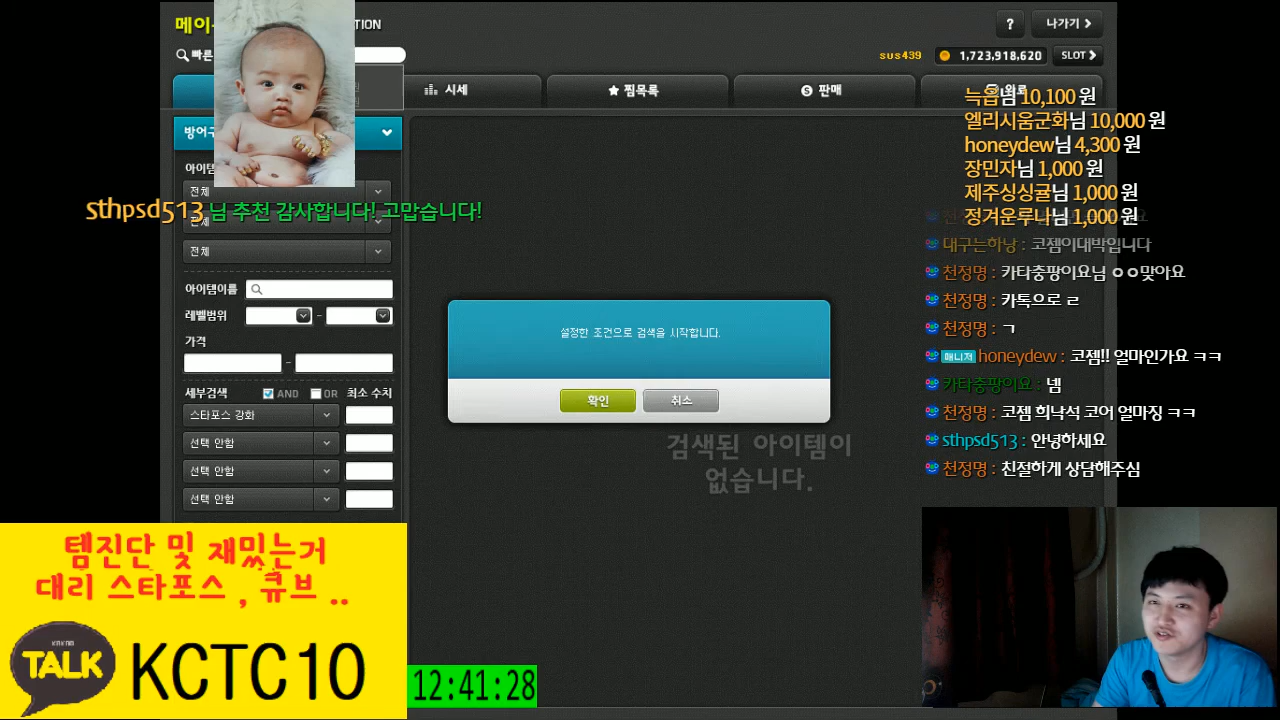 메이
TION
?
나가기 >
빠른
sus439
1,723,918,620
SLOT >
시세
찜목록
판매
완료
늑읍님 10,100 원
엘리시움군화님 10,000 원
honeydew님 4,300 원
장민자님 1,000 원
제주싱싱귤님 1,000 원
정겨운루나님 1,000 원
방어구
아이템
전체
sthpsd513 님 추천 감사합니다! 고맙습니다!
전체
전체
대구는하낭 : 코젬이대박입니다
천정명 : 카타충팡이요님 ㅇㅇ맞아요
천정명 : 카톡으로 ㄹ
천정명 : ㄱ
매니저 honeydew : 코젬!! 얼마인가요 ㅋㅋ
카타충팡이요 : 넴
천정명 : 코젬 희낙석 코어 얼마징 ㅋㅋ
sthpsd513 : 안녕하세요
천정명 : 친절하게 상담해주심
아이템이름
레벨범위
-
가격
-
세부검색
AND
OR
최소 수치
스타포스 강화
선택 안함
선택 안함
선택 안함
설정한 조건으로 검색을 시작합니다.
확인
취소
검색된 아이템이
없습니다.
템진단 및 재밌는거
대리 스타포스 , 큐브 ..
TALK
KCTC10
12:41:28